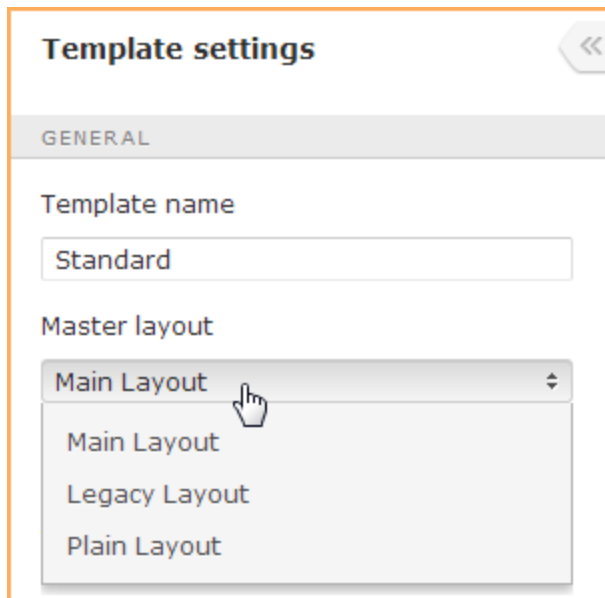 Template settings
GENERAL
Template name
Standard
Master layout
Main Layout
Main Layout
Legacy Layout
Plain Layout